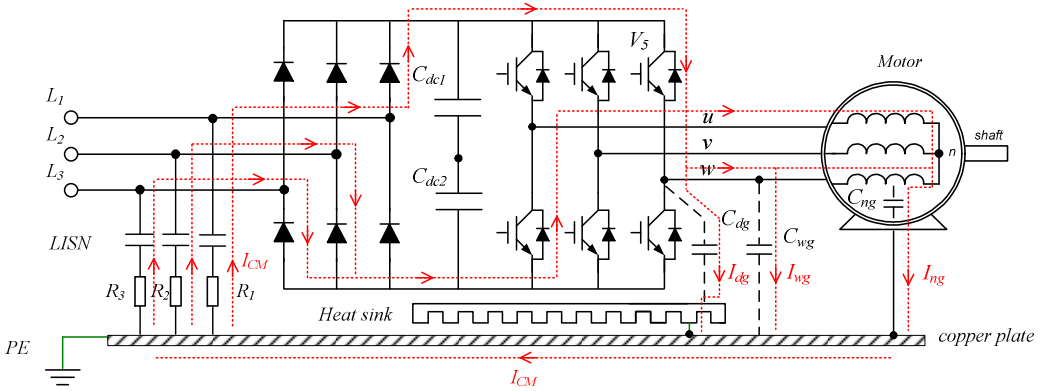 V5
Motor
Cdc1
L1
L2
L3
u
v
w
n
shaft
Cdc2
Cng
Cdg
Cwg
LISN
ICM
Idg
Iwg
Ing
R3
R2
R1
Heat sink
PE
copper plate
ICM